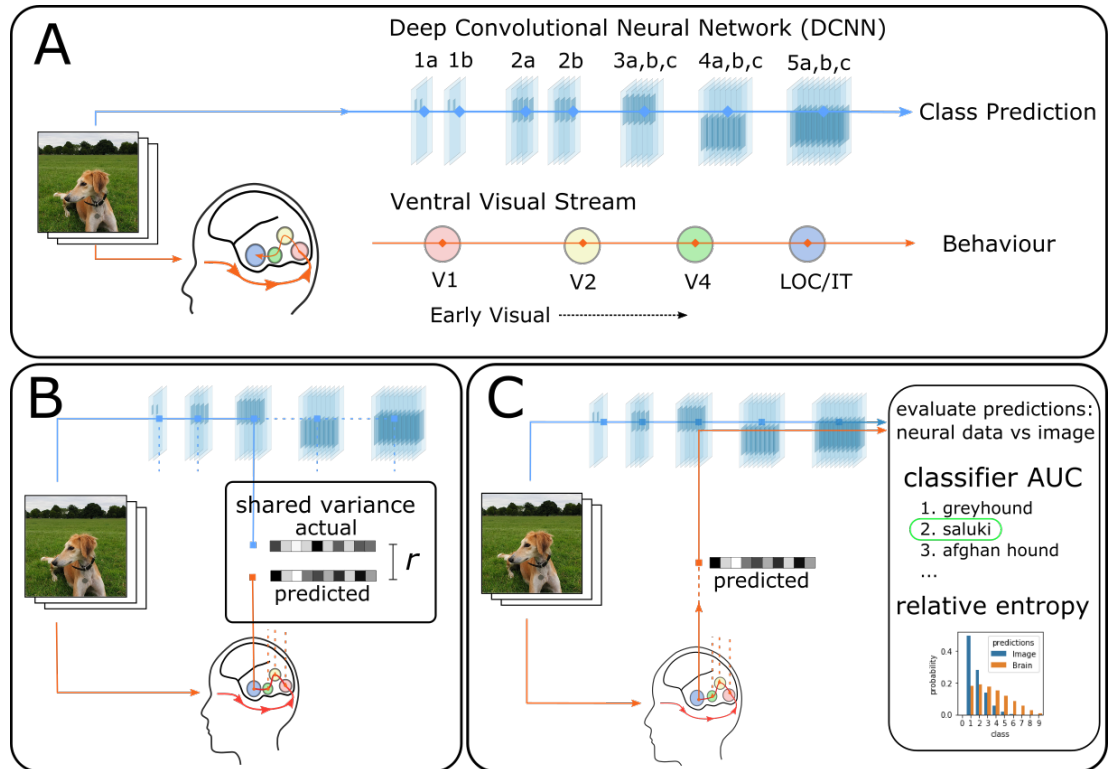 A
Deep Convolutional Neural Network (DCNN)
1a 1b 2a 2b 3a,b,c 4a,b,c 5a,b,c
Class Prediction
Ventral Visual Stream
Behaviour
V1 V2 V4 LOC/IT
Early Visual
B
shared variance
actual
r
predicted
C
predicted
evaluate predictions:
neural data vs image
classifier AUC
1. greyhound
2. saluki
3. afghan hound
...
relative entropy
predictions
Image
Brain
probability
0.4
0.2
0.0
0 1 2 3 4 5 6 7 8 9
class